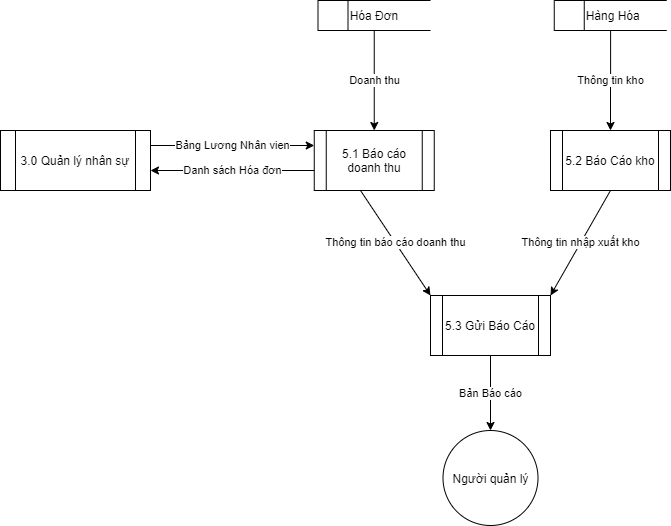 Hóa Đơn
Hàng Hóa
Doanh thu
Thông tin kho
3.0 Quản lý nhân sự
Bảng Lương Nhân vien
Danh sách Hóa đơn
5.1 Báo cáo
doanh thu
5.2 Báo Cáo kho
Thông tin báo cáo doanh thu
Thông tin nhập xuất kho
5.3 Gửi Báo Cáo
Bản Báo cáo
Người quản lý